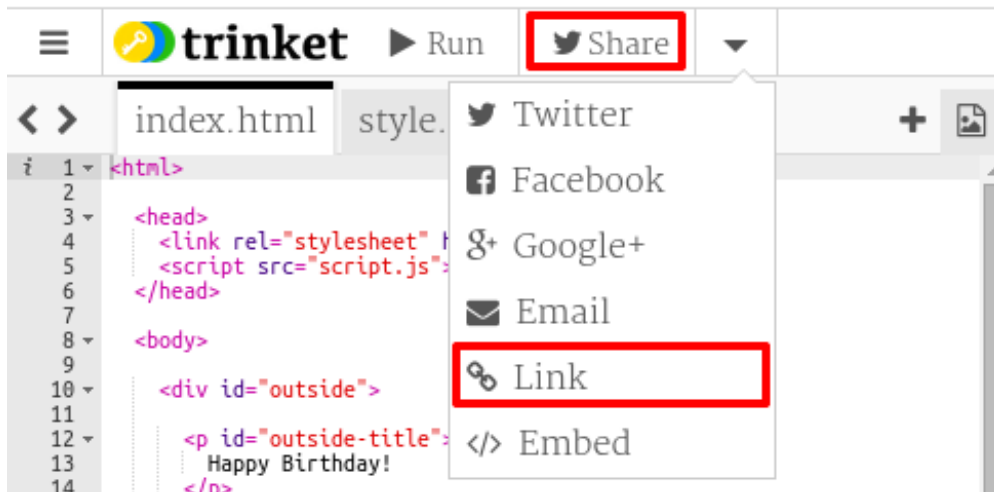 trinket Run Share
index.html style.
Twitter
Facebook
Google+
Email
Link
Embed
i 1 <html>
2
3 <head>
4 <link rel="stylesheet" h
5 <script src="script.js">
6 </head>
7
8 <body>
9
10 <div id="outside">
11
12 <p id="outside-title">
13 Happy Birthday!
14 </p>